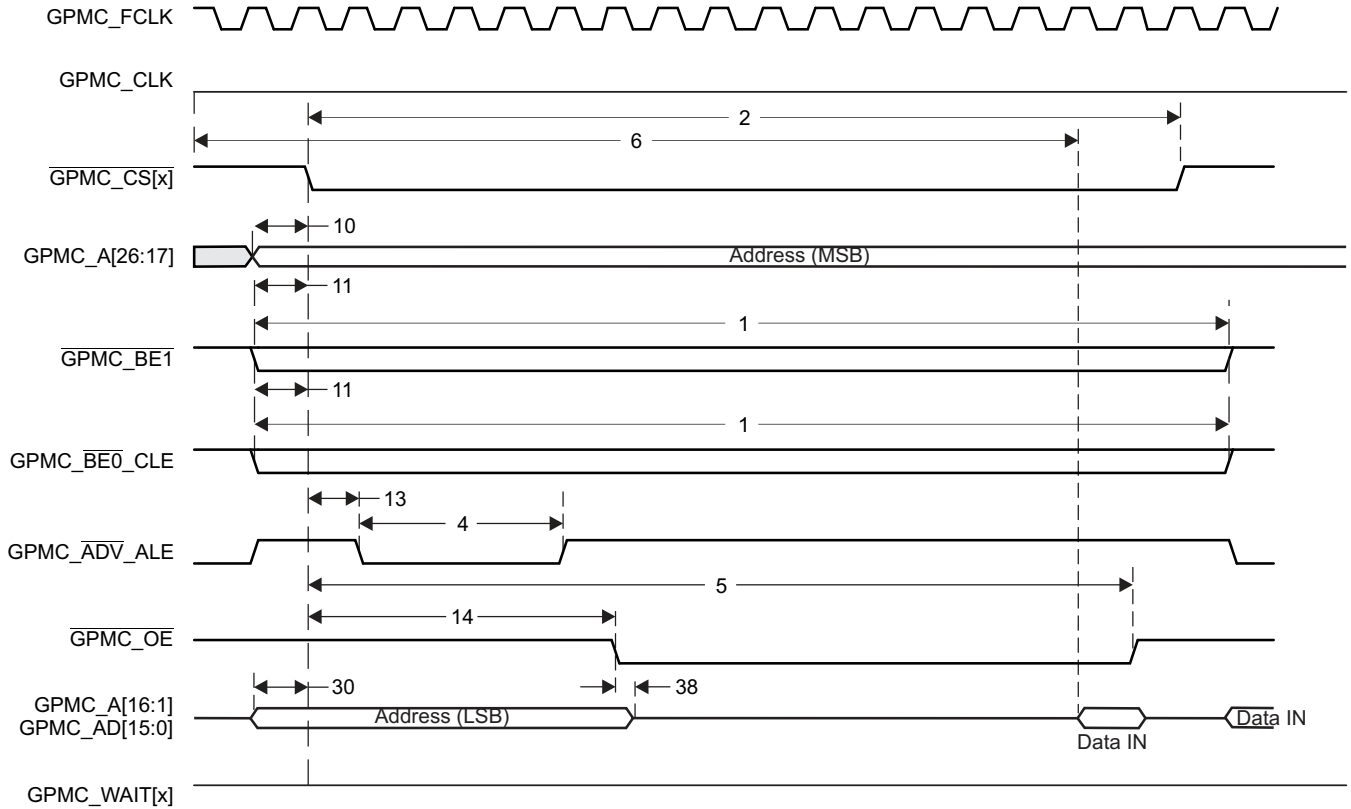 GPMC_FCLK
GPMC_CLK
2
6
GPMC_CS[x]
10
GPMC_A[26:17]
Address (MSB)
11
1
GPMC_BE1
11
1
GPMC_BE0_CLE
13
4
GPMC_ADV_ALE
5
14
GPMC_OE
30
38
GPMC_A[16:1]
GPMC_AD[15:0]
Address (LSB)
Data IN
Data IN
GPMC_WAIT[x]